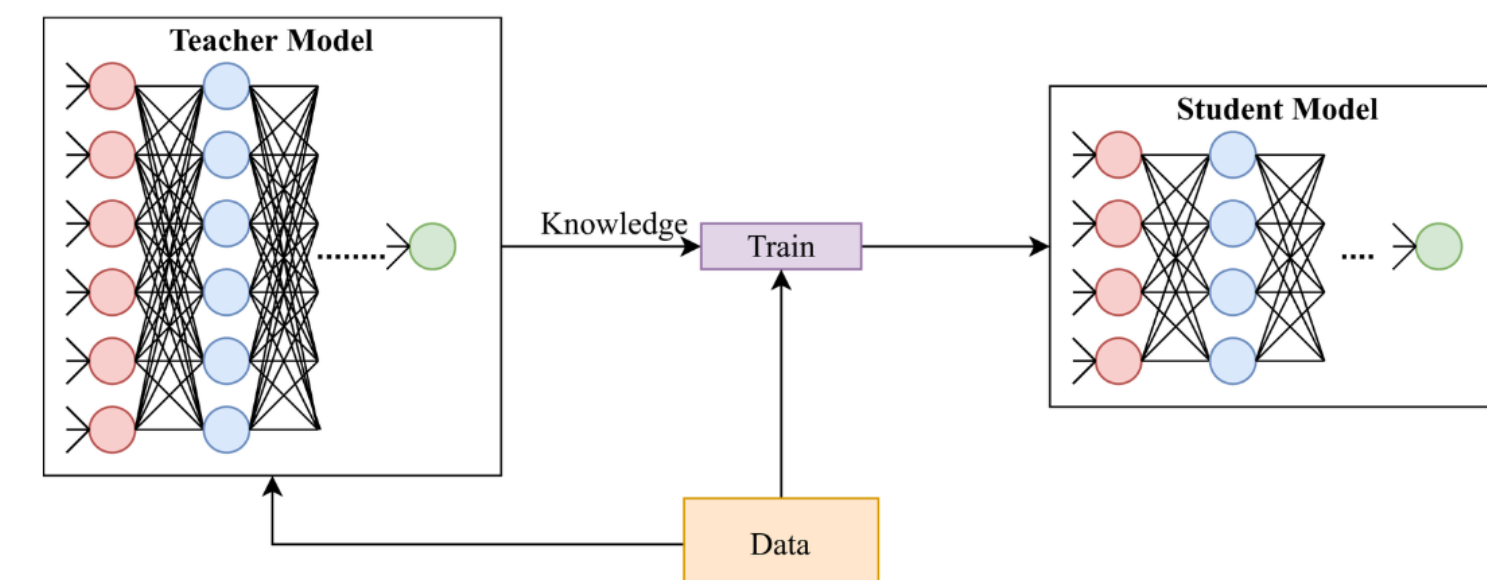 Teacher Model
Student Model
Knowledge
Train
Data